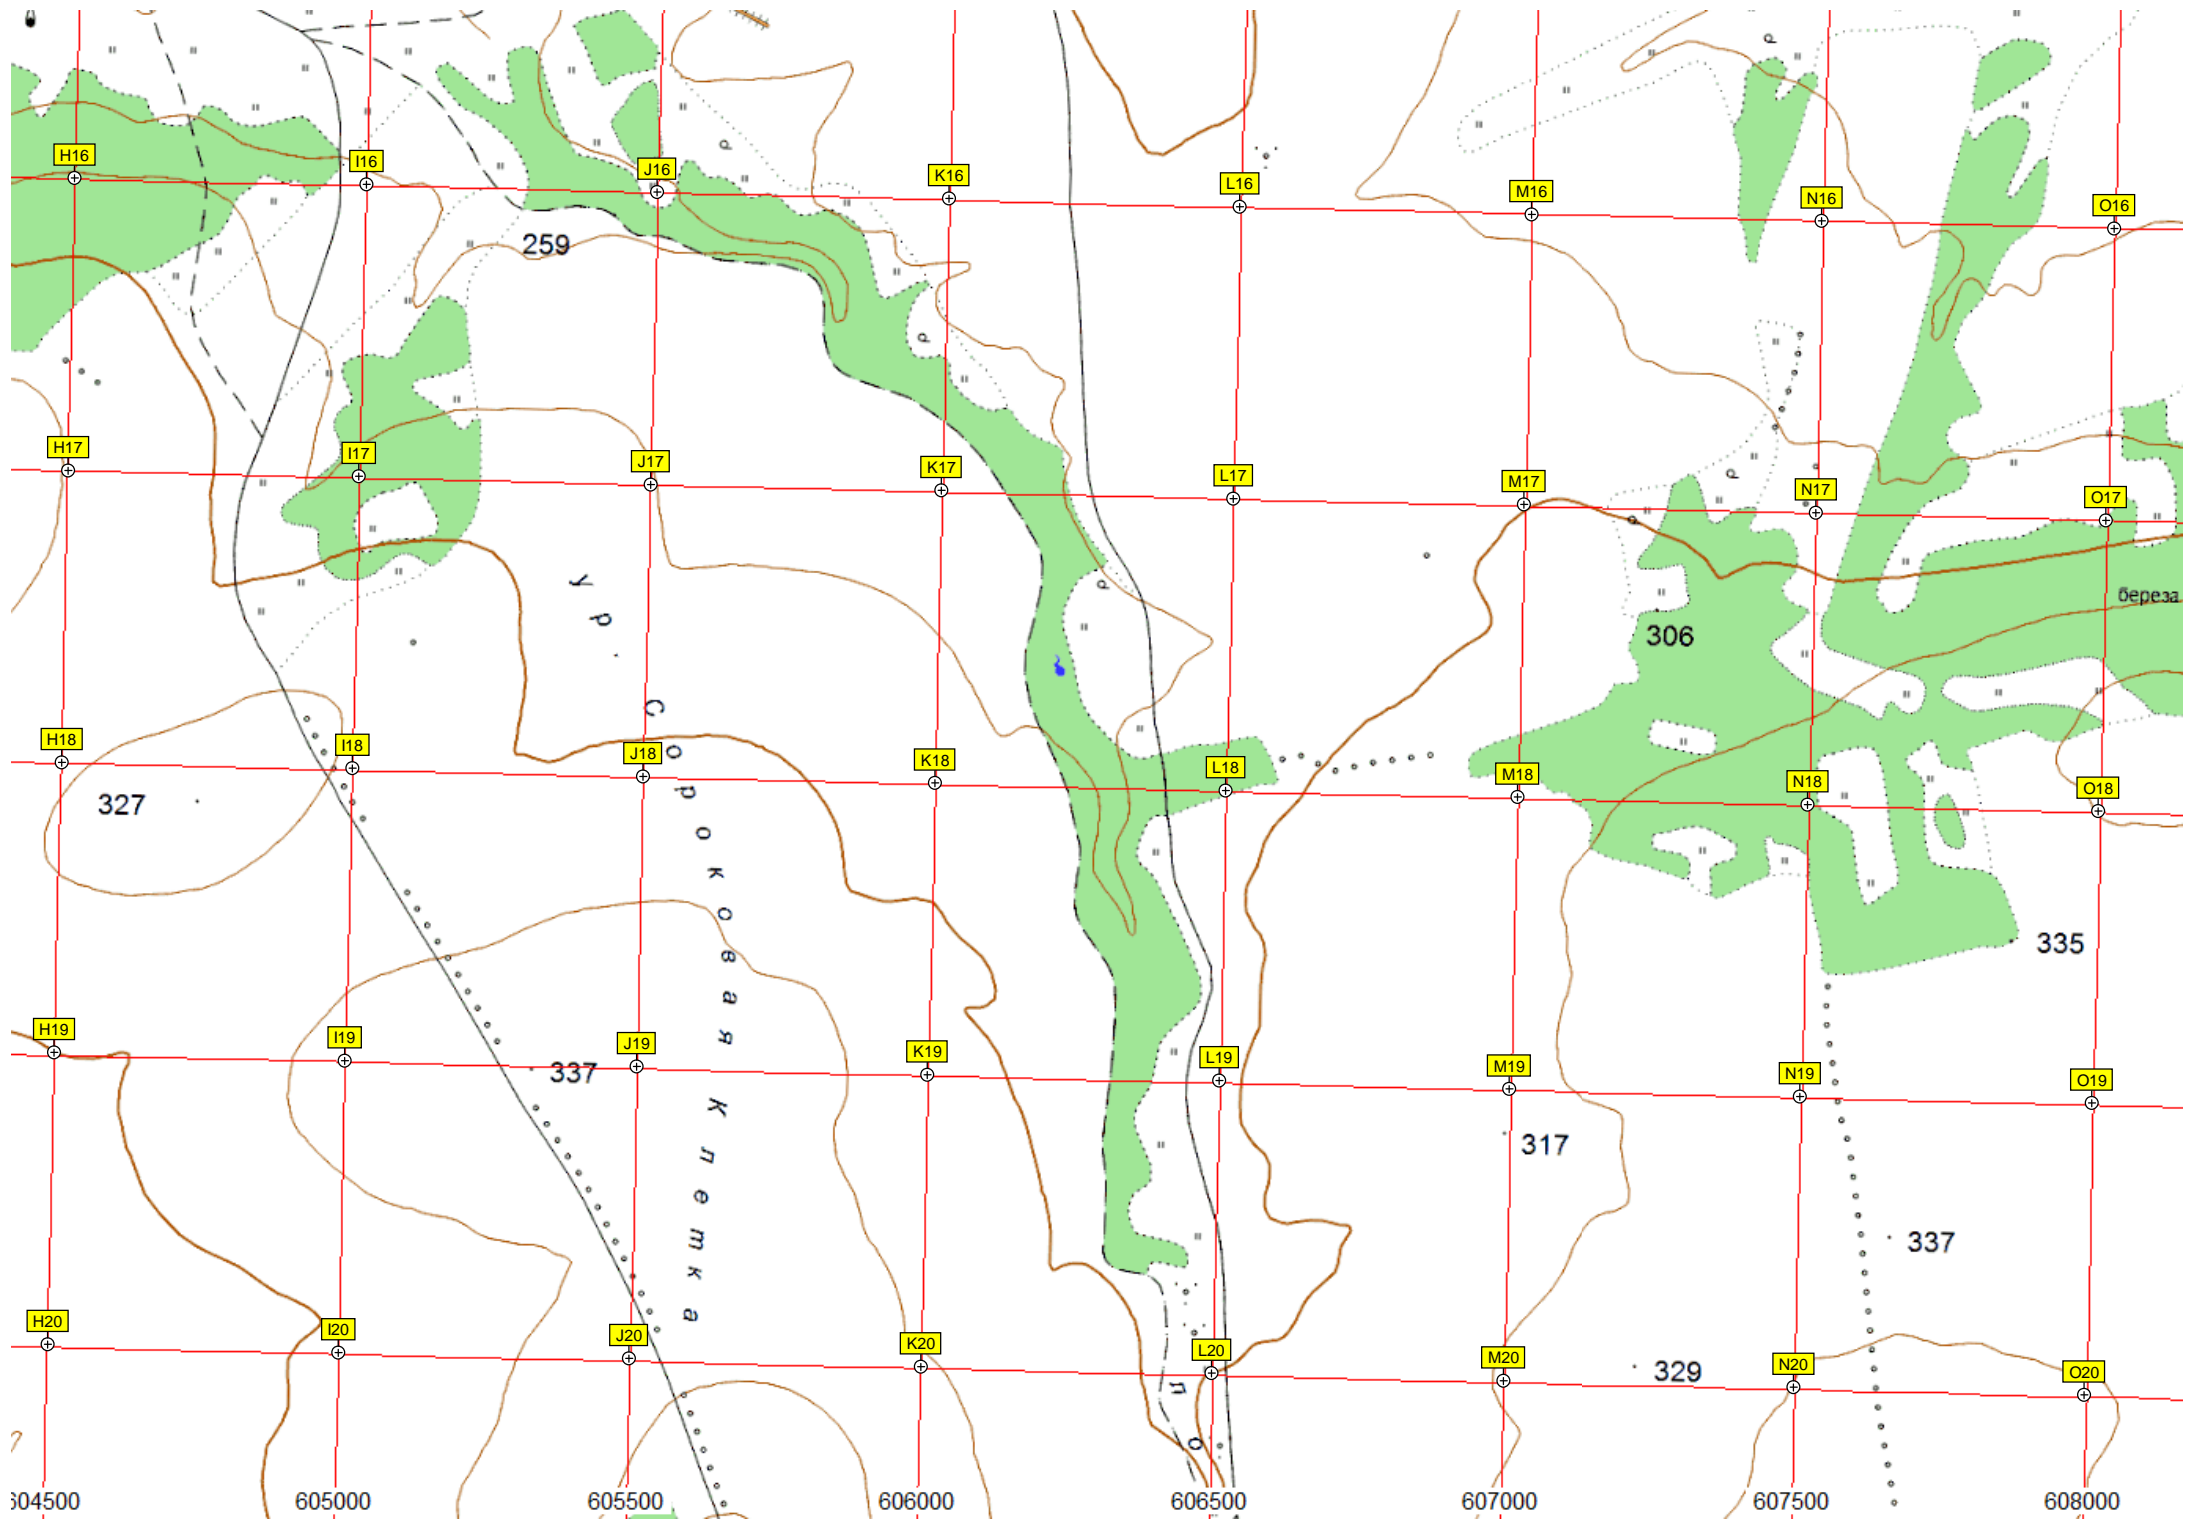 H16 I16 J16 K16 L16 M16 N16 O16
259
H17 I17 J17 K17 L17 M17 N17 O17
береза
306
ур. Сороковая Клетка
H18 I18 J18 K18 L18 M18 N18 O18
327
335
H19 I19 J19 K19 L19 M19 N19 O19
337
317
337
H20 I20 J20 K20 L20 M20 N20 O20
329
604500 605000 605500 606000 606500 607000 607500 608000